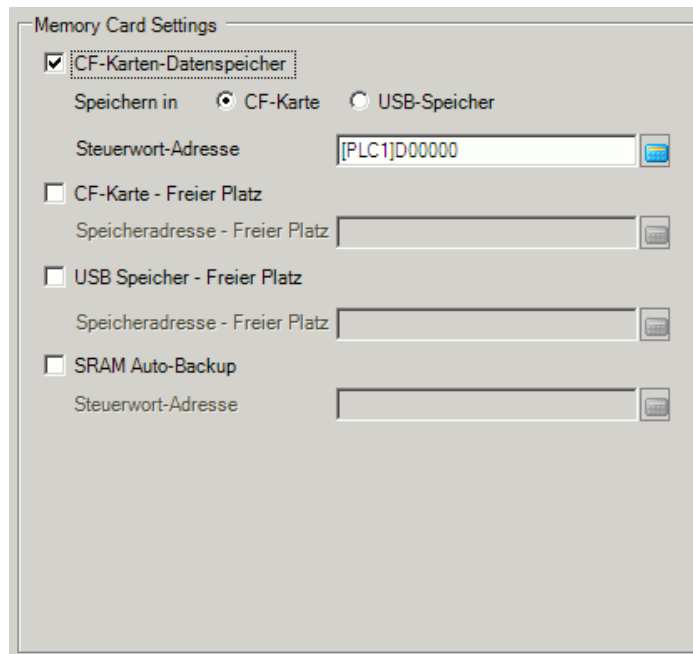 Memory Card Settings
CF-Karten-Datenspeicher
Speichern in CF-Karte USB-Speicher
Steuerwort-Adresse [PLC1]D00000
CF-Karte - Freier Platz
Speicheradresse - Freier Platz
USB Speicher - Freier Platz
Speicheradresse - Freier Platz
SRAM Auto-Backup
Steuerwort-Adresse